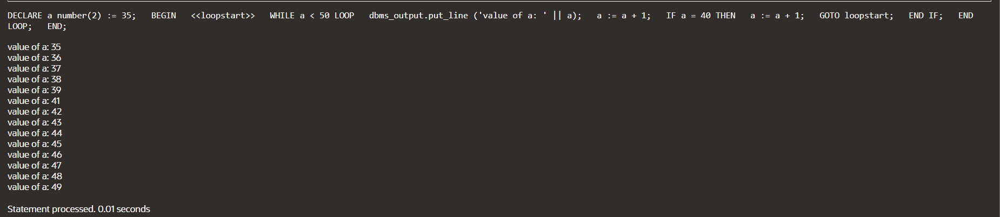 DECLARE a number(2) := 35;   BEGIN   <<loopstart>>   WHILE a < 50 LOOP   dbms_output.put_line ('value of a: ' || a);   a := a + 1;   IF a = 40 THEN   a := a + 1;   GOTO loopstart;   END IF;   END
LOOP;   END;
value of a: 35
value of a: 36
value of a: 37
value of a: 38
value of a: 39
value of a: 41
value of a: 42
value of a: 43
value of a: 44
value of a: 45
value of a: 46
value of a: 47
value of a: 48
value of a: 49
Statement processed. 0.01 seconds